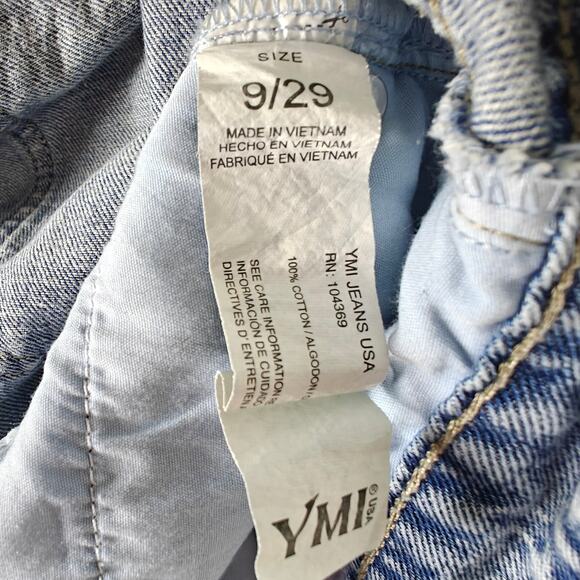 SIZE
9/29
MADE IN VIETNAM
HECHO EN VIETNAM
FABRIQUÉ EN VIETNAM
YMI JEANS USA
RN: 104369
100% COTTON / ALGODON /
SEE CARE INFORMATION
INFORMACIÓN DE CUIDADO
DIRECTIVES D'ENTRETIEN
YMI® USA